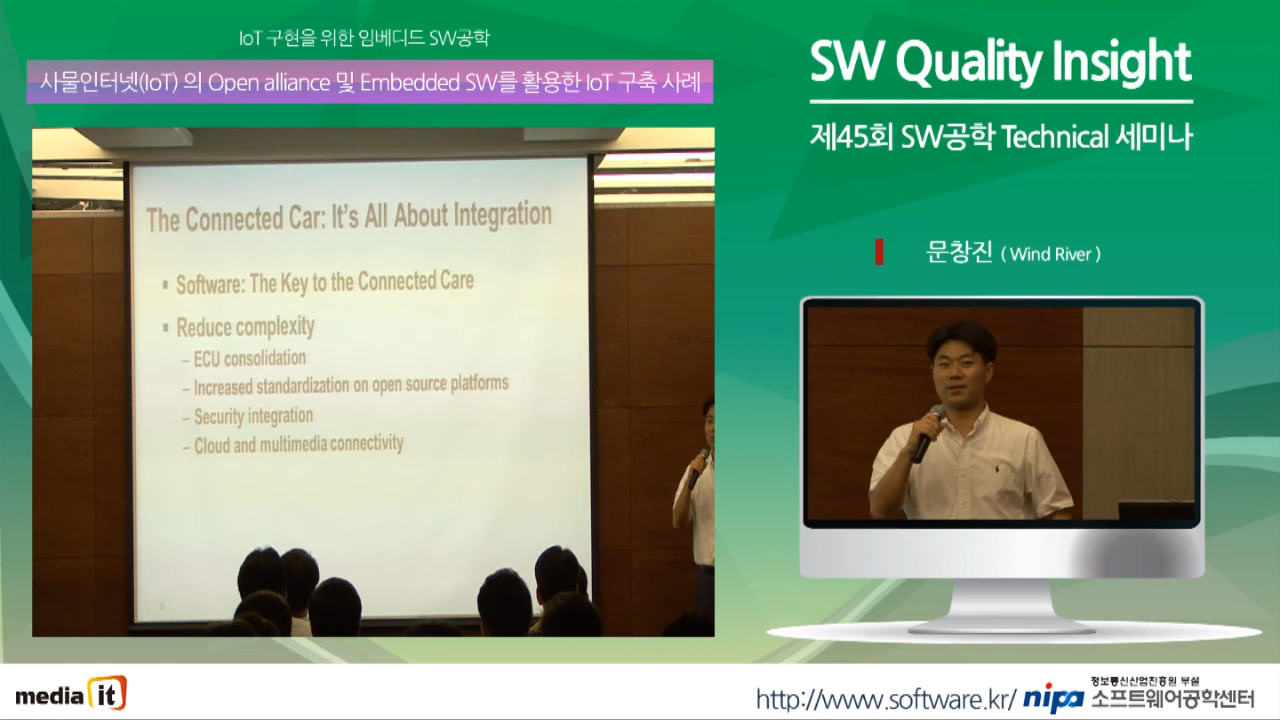 IoT 구현을 위한 임베디드 SW공학
사물인터넷(IoT) 의 Open alliance 및 Embedded SW를 활용한 IoT 구축 사례
The Connected Car: It's All About Integration
▪ Software: The Key to the Connected Care
▪ Reduce complexity
– ECU consolidation
– Increased standardization on open source platforms
– Security integration
– Cloud and multimedia connectivity
SW Quality Insight
제45회 SW공학 Technical 세미나
문창진 ( Wind River )
media it
http://www.software.kr/
nipa
정보통신산업진흥원 부설
소프트웨어공학센터